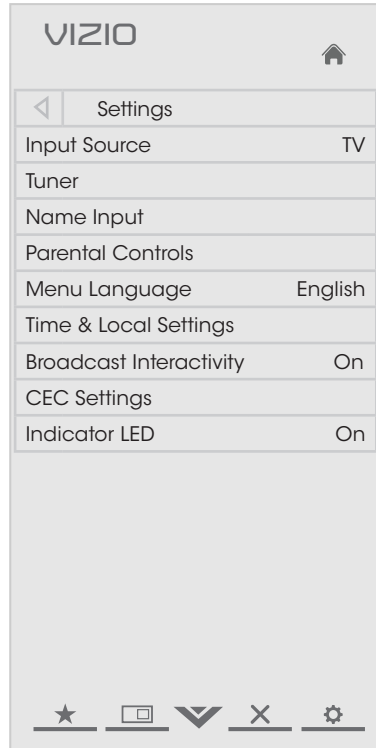 VIZIO
Settings
Input Source TV
Tuner
Name Input
Parental Controls
Menu Language English
Time & Local Settings
Broadcast Interactivity On
CEC Settings
Indicator LED On